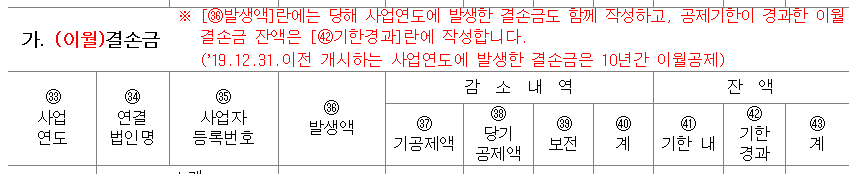 ※ [㊱발생액]란에는 당해 사업연도에 발생한 결손금도 함께 작성하고, 공제기한이 경과한 이월
가. (이월)결손금
결손금 잔액은 [㊷기한경과]란에 작성합니다.
('19.12.31.이전 개시하는 사업연도에 발생한 결손금은 10년간 이월공제)
㉝ 사업 연도
㉞ 연결 법인명
㉟ 사업자 등록번호
㊱ 발생액
감 소 내 역
㊲ 기공제액
㊳ 당기 공제액
㊴ 보전
㊵ 계
잔 액
㊶ 기한 내
㊷ 기한 경과
㊸ 계